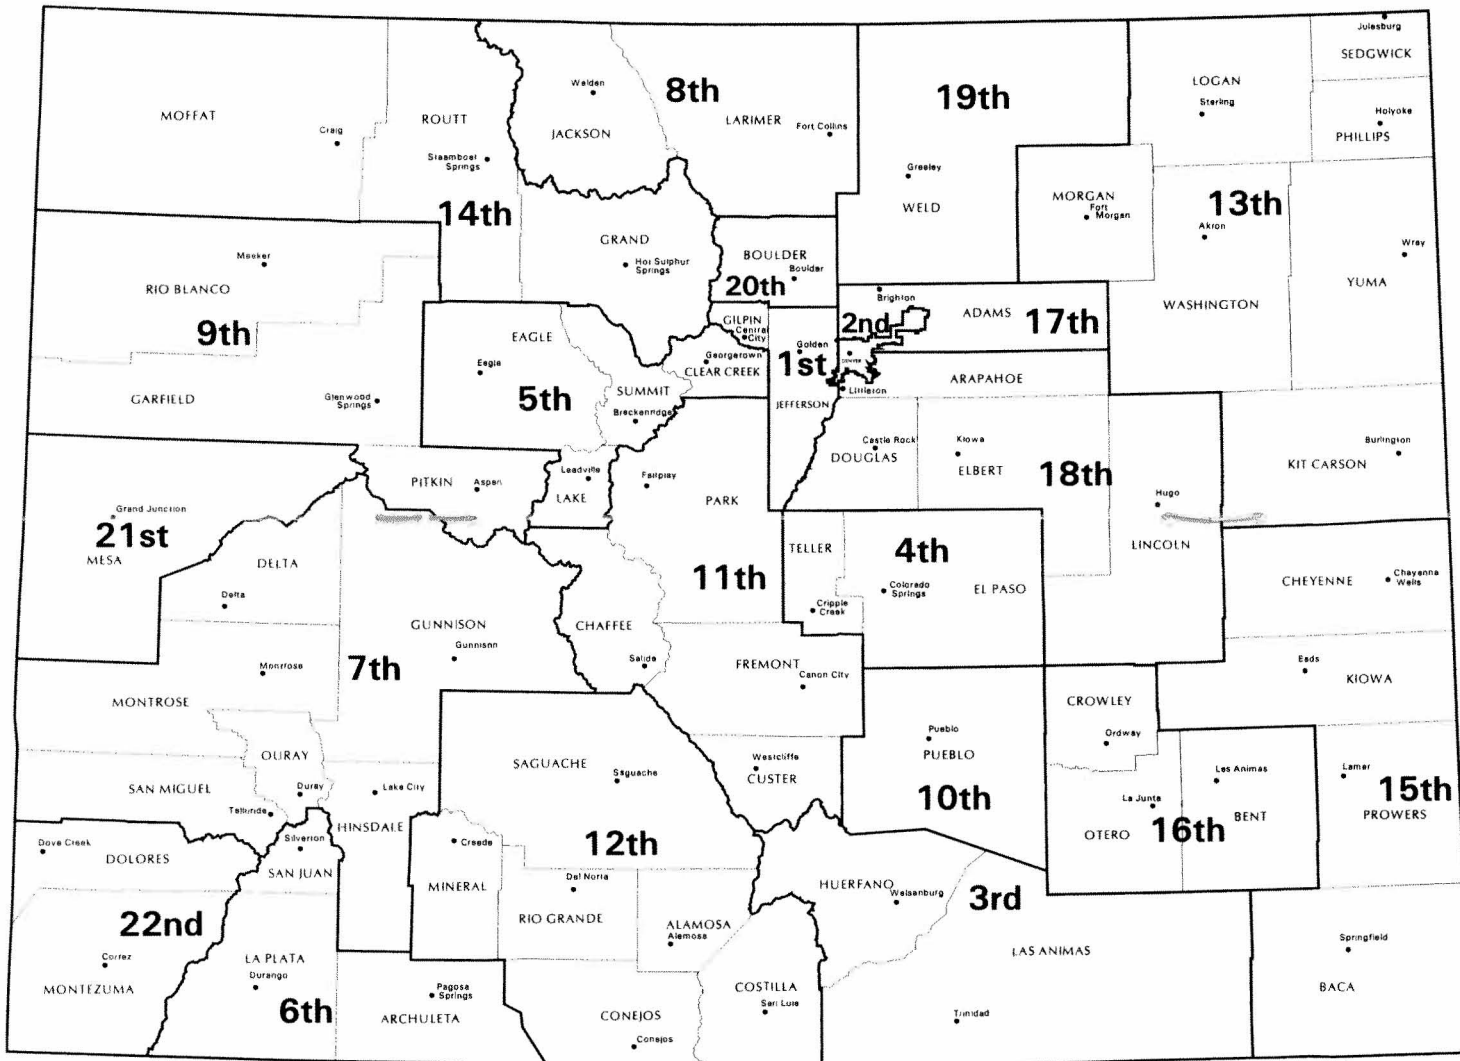 Julesburg
SEDGWICK
LOGAN
Sterling
Holyoke
PHILLIPS
MOFFAT
Craig
ROUTT
Steamboat
Springs
14th
Walden
JACKSON
8th
LARIMER
Fort Collins
19th
Greeley
WELD
MORGAN
Fort
Morgan
13th
Akron
WASHINGTON
Wray
YUMA
Meeker
RIO BLANCO
9th
GARFIELD
Glenwood
Springs
GRAND
Hot Sulphur
Springs
BOULDER
Boulder
20th
GILPIN
Central
City
Georgetown
CLEAR CREEK
EAGLE
Eagle
5th
SUMMIT
Breckenridge
Golden
1st
JEFFERSON
Brighton
2nd
DENVER
ADAMS
17th
ARAPAHOE
Littleton
Castle Rock
DOUGLAS
Kiowa
ELBERT
18th
Hugo
LINCOLN
Burlington
KIT CARSON
Grand Junction
21st
MESA
PITKIN
Aspen
Leadville
LAKE
Fairplay
PARK
11th
TELLER
Cripple
Creek
4th
Colorado
Springs
EL PASO
CHEYENNE
Cheyenne
Wells
DELTA
Delta
GUNNISON
Gunnison
7th
CHAFFEE
Salida
FREMONT
Canon City
Eads
KIOWA
Montrose
MONTROSE
OURAY
Ouray
SAN MIGUEL
Telluride
Lake City
HINSDALE
SAGUACHE
Saguache
12th
Westcliffe
CUSTER
Pueblo
PUEBLO
10th
CROWLEY
Ordway
La Junta
OTERO
16th
Las Animas
BENT
Lamar
15th
PROWERS
Dove Creek
DOLORES
22nd
Cortez
MONTEZUMA
Silverton
SAN JUAN
LA PLATA
Durango
6th
Creede
MINERAL
Pagosa
Springs
ARCHULETA
Del Norte
RIO GRANDE
ALAMOSA
Alamosa
CONEJOS
Conejos
COSTILLA
San Luis
HUERFANO
Walsenburg
3rd
LAS ANIMAS
Trinidad
Springfield
BACA